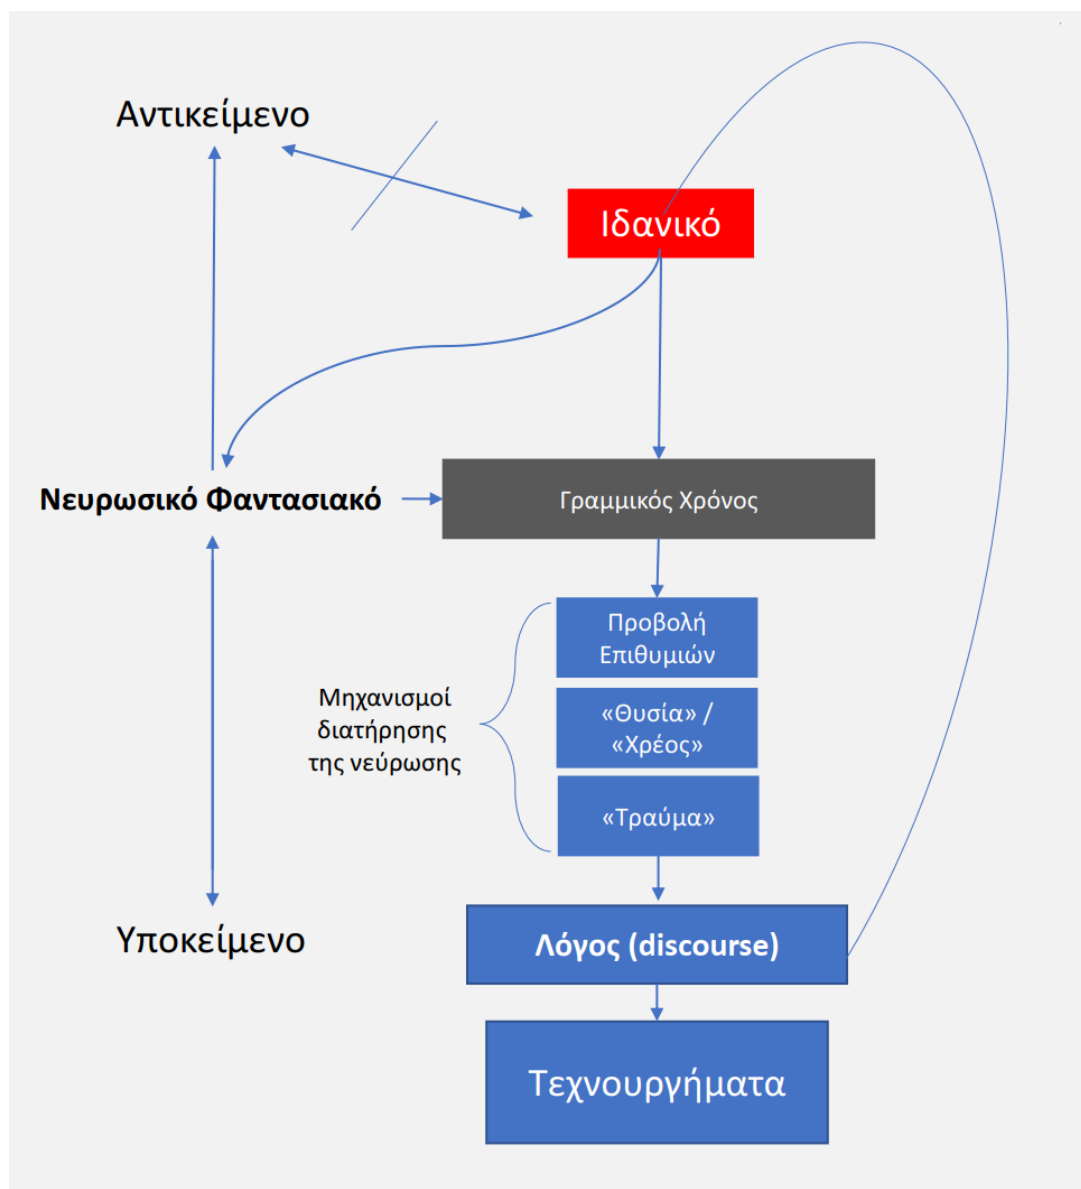 Αντικείμενο
Ιδανικό
Νευρωσικό Φαντασιακό
Γραμμικός Χρόνος
Προβολή
Επιθυμιών
Μηχανισμοί
διατήρησης
της νεύρωσης
«Θυσία» /
«Χρέος»
«Τραύμα»
Υποκείμενο
Λόγος (discourse)
Τεχνουργήματα